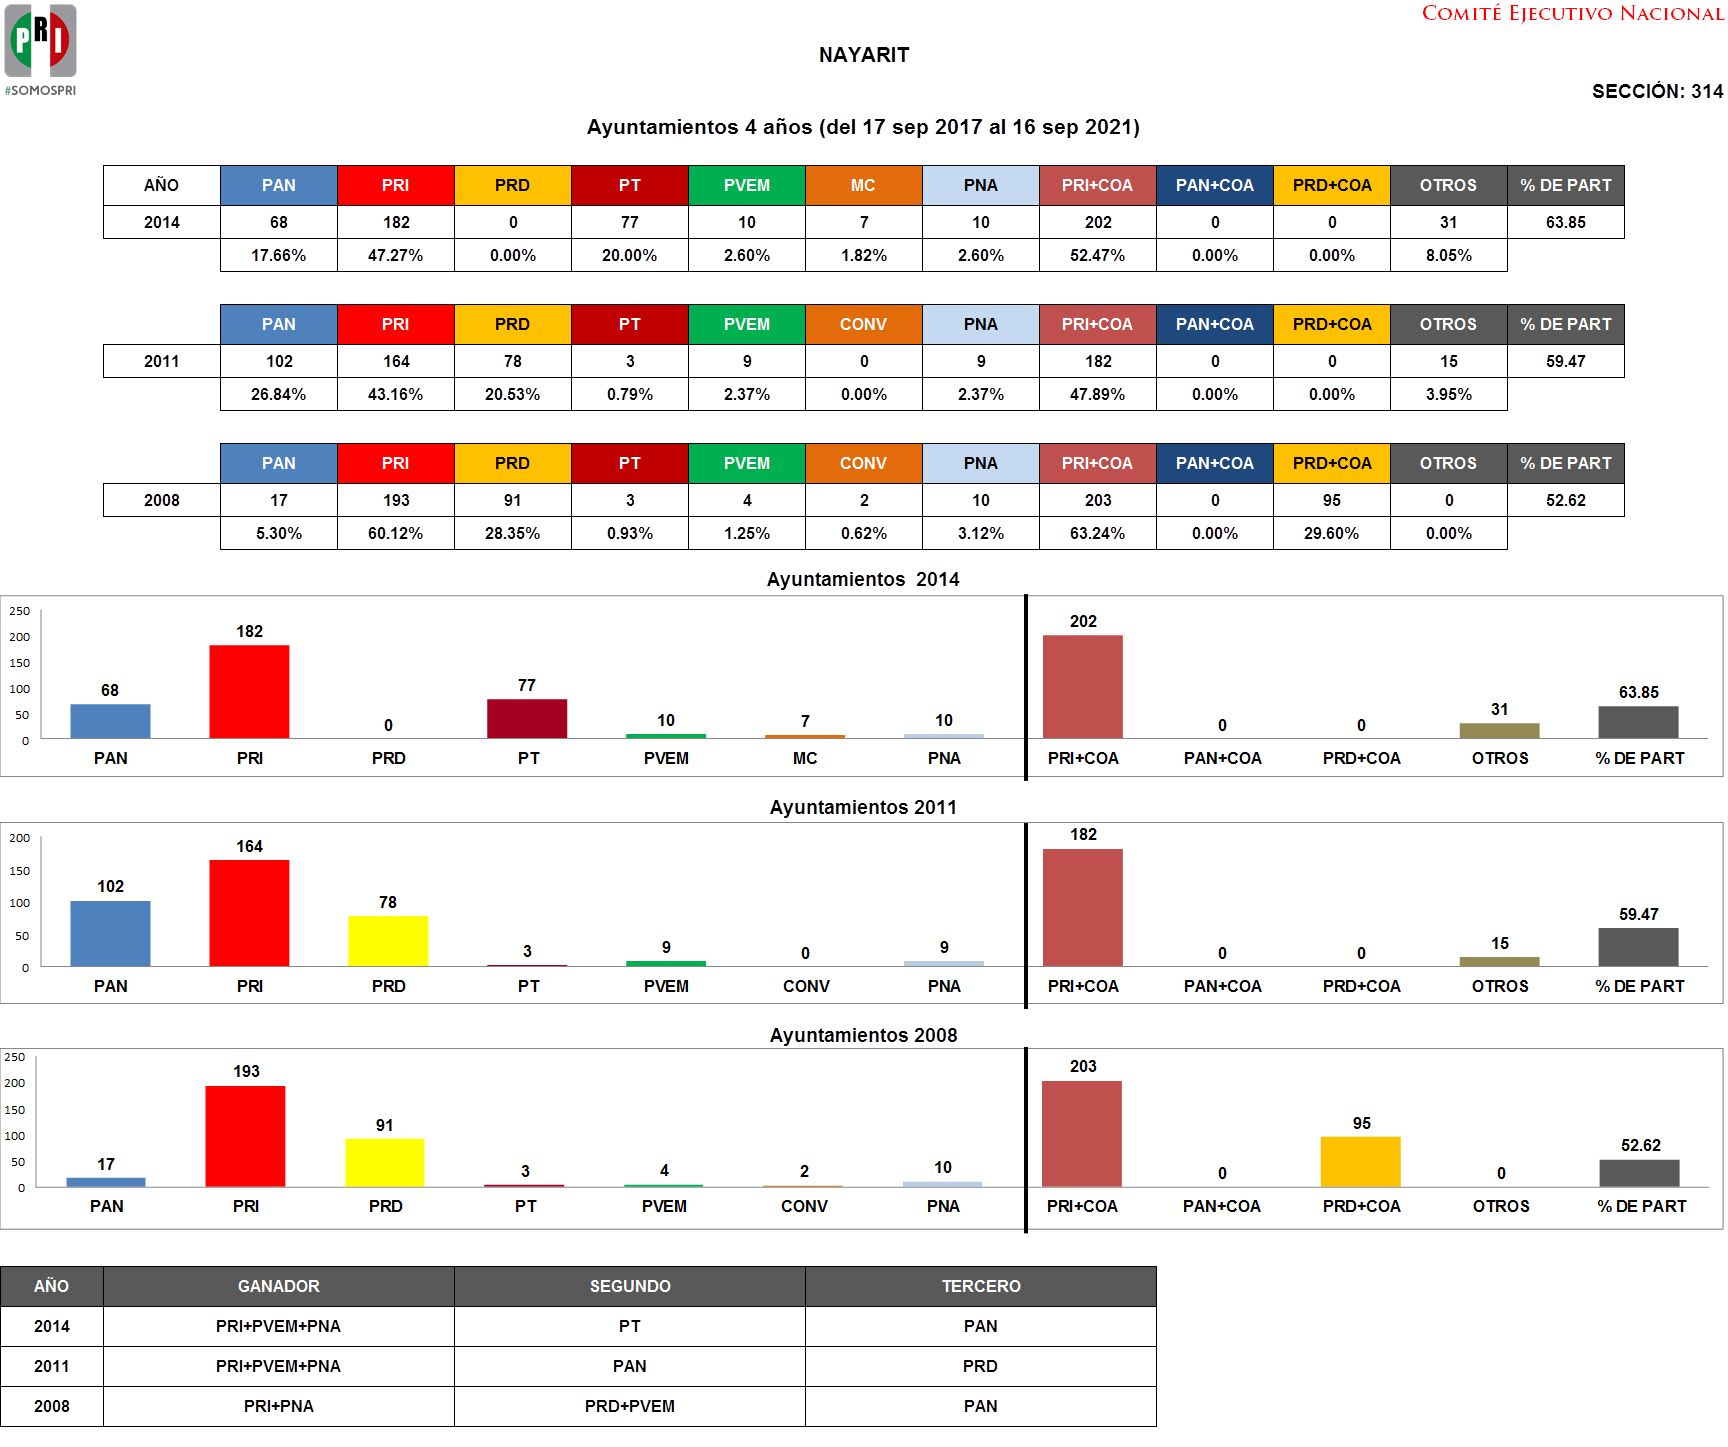 COMITÉ EJECUTIVO NACIONAL
PRI
#SOMOSPRI
NAYARIT
SECCIÓN: 314
Ayuntamientos 4 años (del 17 sep 2017 al 16 sep 2021)
AÑO PAN PRI PRD PT PVEM MC PNA PRI+COA PAN+COA PRD+COA OTROS % DE PART
2014 68 182 0 77 10 7 10 202 0 0 31 63.85
17.66% 47.27% 0.00% 20.00% 2.60% 1.82% 2.60% 52.47% 0.00% 0.00% 8.05%
PAN PRI PRD PT PVEM CONV PNA PRI+COA PAN+COA PRD+COA OTROS % DE PART
2011 102 164 78 3 9 0 9 182 0 0 15 59.47
26.84% 43.16% 20.53% 0.79% 2.37% 0.00% 2.37% 47.89% 0.00% 0.00% 3.95%
PAN PRI PRD PT PVEM CONV PNA PRI+COA PAN+COA PRD+COA OTROS % DE PART
2008 17 193 91 3 4 2 10 203 0 95 0 52.62
5.30% 60.12% 28.35% 0.93% 1.25% 0.62% 3.12% 63.24% 0.00% 29.60% 0.00%
Ayuntamientos 2014
250
200
150
100
50
0
68 182 0 77 10 7 10 202 0 0 31 63.85
PAN PRI PRD PT PVEM MC PNA PRI+COA PAN+COA PRD+COA OTROS % DE PART
Ayuntamientos 2011
200
150
100
50
0
102 164 78 3 9 0 9 182 0 0 15 59.47
PAN PRI PRD PT PVEM CONV PNA PRI+COA PAN+COA PRD+COA OTROS % DE PART
Ayuntamientos 2008
250
200
150
100
50
0
17 193 91 3 4 2 10 203 0 95 0 52.62
PAN PRI PRD PT PVEM CONV PNA PRI+COA PAN+COA PRD+COA OTROS % DE PART
AÑO GANADOR SEGUNDO TERCERO
2014 PRI+PVEM+PNA PT PAN
2011 PRI+PVEM+PNA PAN PRD
2008 PRI+PNA PRD+PVEM PAN